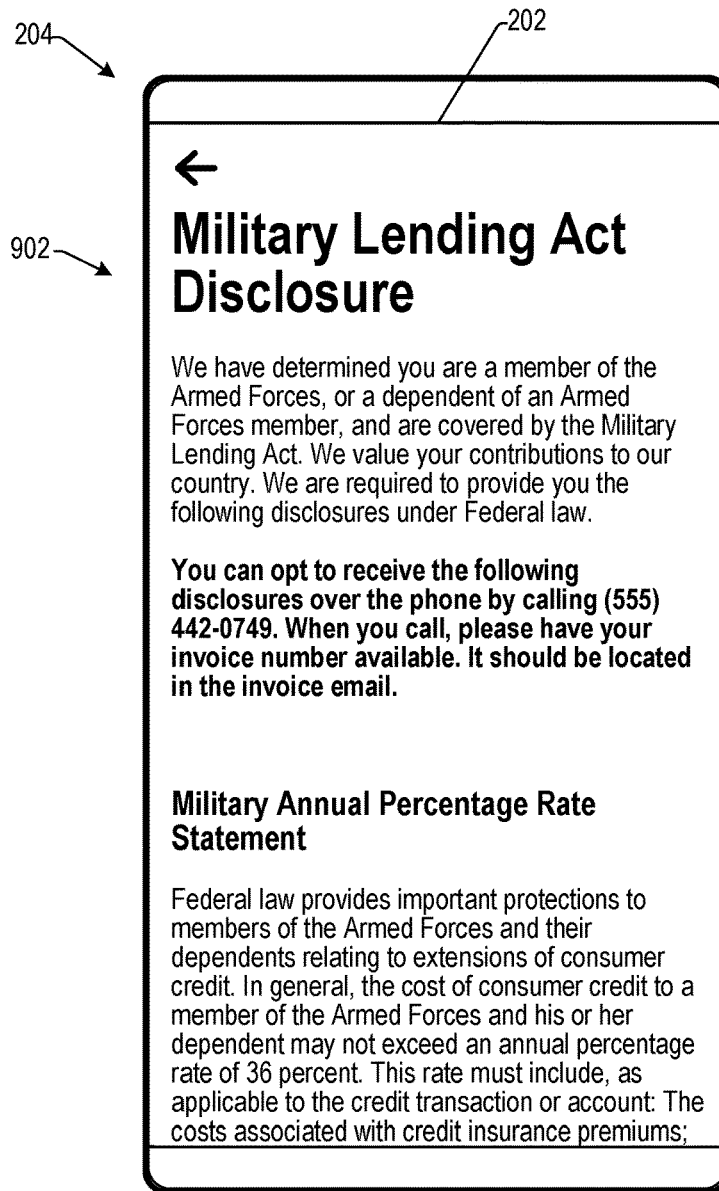 204
202
902
←
Military Lending Act
Disclosure
We have determined you are a member of the
Armed Forces, or a dependent of an Armed
Forces member, and are covered by the Military
Lending Act. We value your contributions to our
country. We are required to provide you the
following disclosures under Federal law.
You can opt to receive the following
disclosures over the phone by calling (555)
442-0749. When you call, please have your
invoice number available. It should be located
in the invoice email.
Military Annual Percentage Rate
Statement
Federal law provides important protections to
members of the Armed Forces and their
dependents relating to extensions of consumer
credit. In general, the cost of consumer credit to a
member of the Armed Forces and his or her
dependent may not exceed an annual percentage
rate of 36 percent. This rate must include, as
applicable to the credit transaction or account: The
costs associated with credit insurance premiums;